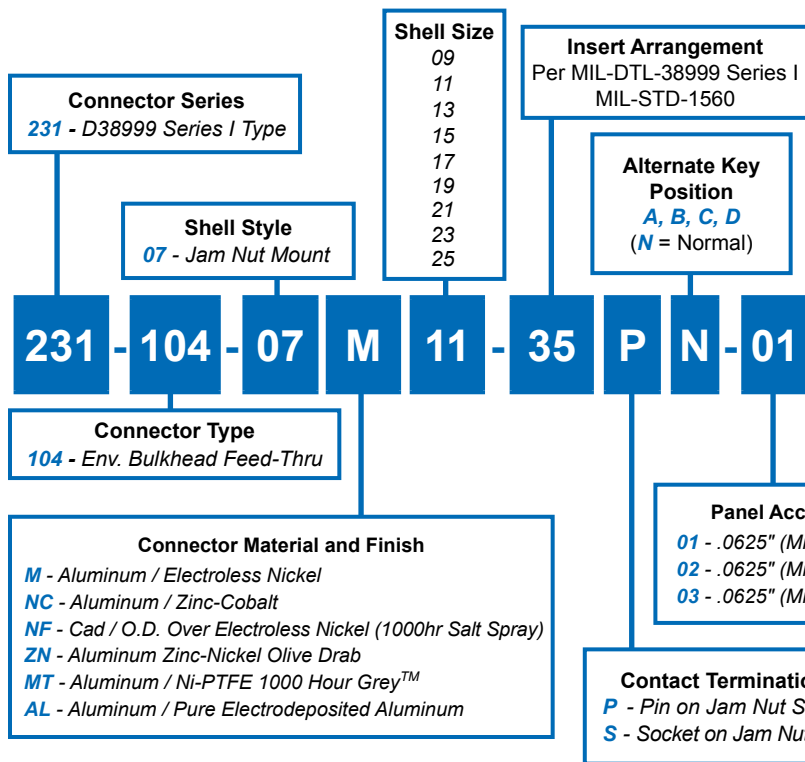 Shell Size
09
11
13
15
17
19
21
23
25
Insert Arrangement
Per MIL-DTL-38999 Series I
MIL-STD-1560
Connector Series
231 - D38999 Series I Type
Alternate Key
Position
A, B, C, D
(N = Normal)
Shell Style
07 - Jam Nut Mount
231 - 104 - 07 M 11 - 35 P N - 01
Connector Type
104 - Env. Bulkhead Feed-Thru
Panel
01 - .0625"
02 - .0625"
03 - .0625"
Connector Material and Finish
M - Aluminum / Electroless Nickel
NC - Aluminum / Zinc-Cobalt
NF - Cad / O.D. Over Electroless Nickel (1000hr Salt Spray)
ZN - Aluminum Zinc-Nickel Olive Drab
MT - Aluminum / Ni-PTFE 1000 Hour Grey™
AL - Aluminum / Pure Electrodeposited Aluminum
Contact
P - Pin on Jam Nut
S - Socket on Jam